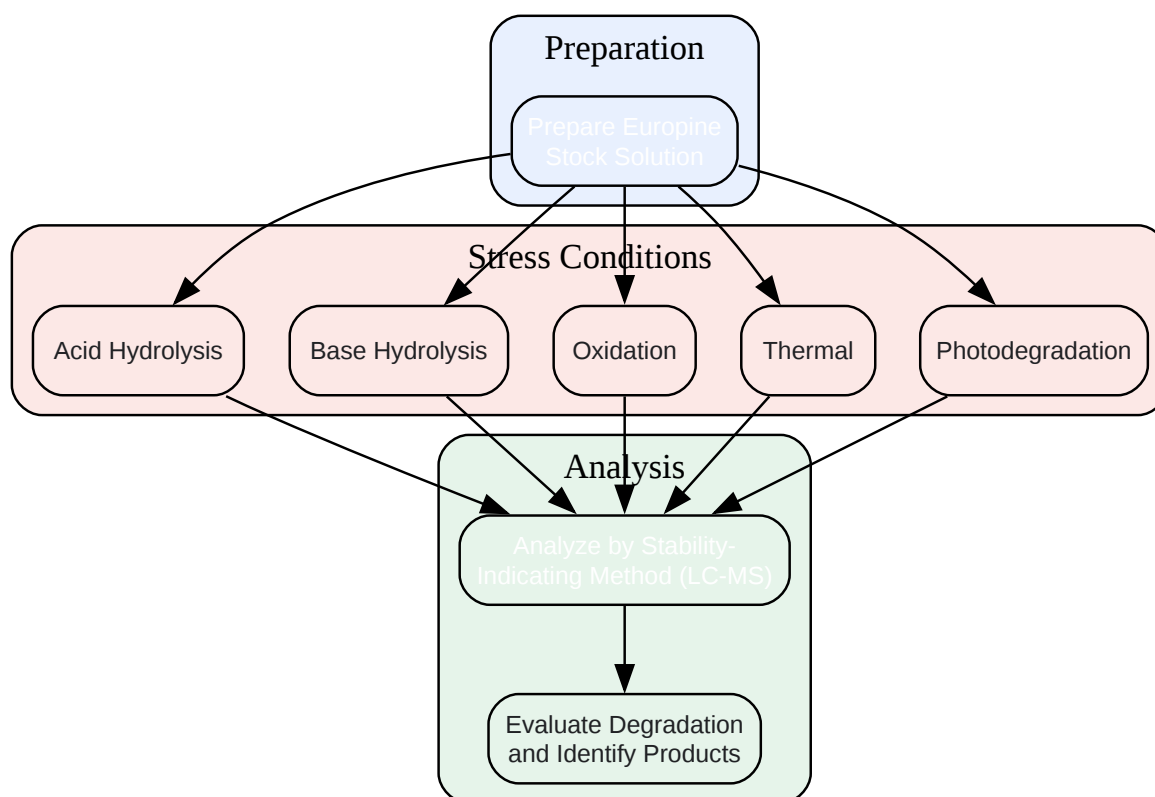 Preparation
Prepare Europine
Stock Solution
Stress Conditions
Acid Hydrolysis
Base Hydrolysis
Oxidation
Thermal
Photodegradation
Analysis
Analyze by Stability-
Indicating Method (LC-MS)
Evaluate Degradation
and Identify Products